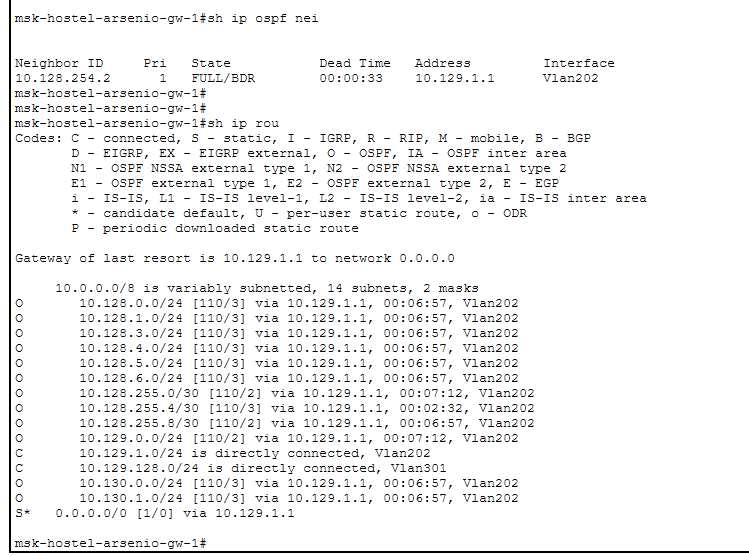 msk-hostel-arsenio-gw-1#sh ip ospf nei
Neighbor ID     Pri   State           Dead Time   Address         Interface
10.128.254.2      1   FULL/BDR        00:00:33    10.129.1.1      Vlan202
msk-hostel-arsenio-gw-1#
msk-hostel-arsenio-gw-1#
msk-hostel-arsenio-gw-1#sh ip rou
Codes: C - connected, S - static, I - IGRP, R - RIP, M - mobile, B - BGP
       D - EIGRP, EX - EIGRP external, O - OSPF, IA - OSPF inter area
       N1 - OSPF NSSA external type 1, N2 - OSPF NSSA external type 2
       E1 - OSPF external type 1, E2 - OSPF external type 2, E - EGP
       i - IS-IS, L1 - IS-IS level-1, L2 - IS-IS level-2, ia - IS-IS inter area
       * - candidate default, U - per-user static route, o - ODR
       P - periodic downloaded static route
Gateway of last resort is 10.129.1.1 to network 0.0.0.0
     10.0.0.0/8 is variably subnetted, 14 subnets, 2 masks
O       10.128.0.0/24 [110/3] via 10.129.1.1, 00:06:57, Vlan202
O       10.128.1.0/24 [110/3] via 10.129.1.1, 00:06:57, Vlan202
O       10.128.3.0/24 [110/3] via 10.129.1.1, 00:06:57, Vlan202
O       10.128.4.0/24 [110/3] via 10.129.1.1, 00:06:57, Vlan202
O       10.128.5.0/24 [110/3] via 10.129.1.1, 00:06:57, Vlan202
O       10.128.6.0/24 [110/3] via 10.129.1.1, 00:06:57, Vlan202
O       10.128.255.0/30 [110/2] via 10.129.1.1, 00:07:12, Vlan202
O       10.128.255.4/30 [110/3] via 10.129.1.1, 00:02:32, Vlan202
O       10.128.255.8/30 [110/2] via 10.129.1.1, 00:06:57, Vlan202
O       10.129.0.0/24 [110/2] via 10.129.1.1, 00:07:12, Vlan202
C       10.129.1.0/24 is directly connected, Vlan202
C       10.129.128.0/24 is directly connected, Vlan301
O       10.130.0.0/24 [110/3] via 10.129.1.1, 00:06:57, Vlan202
O       10.130.1.0/24 [110/3] via 10.129.1.1, 00:06:57, Vlan202
S*   0.0.0.0/0 [1/0] via 10.129.1.1
msk-hostel-arsenio-gw-1#